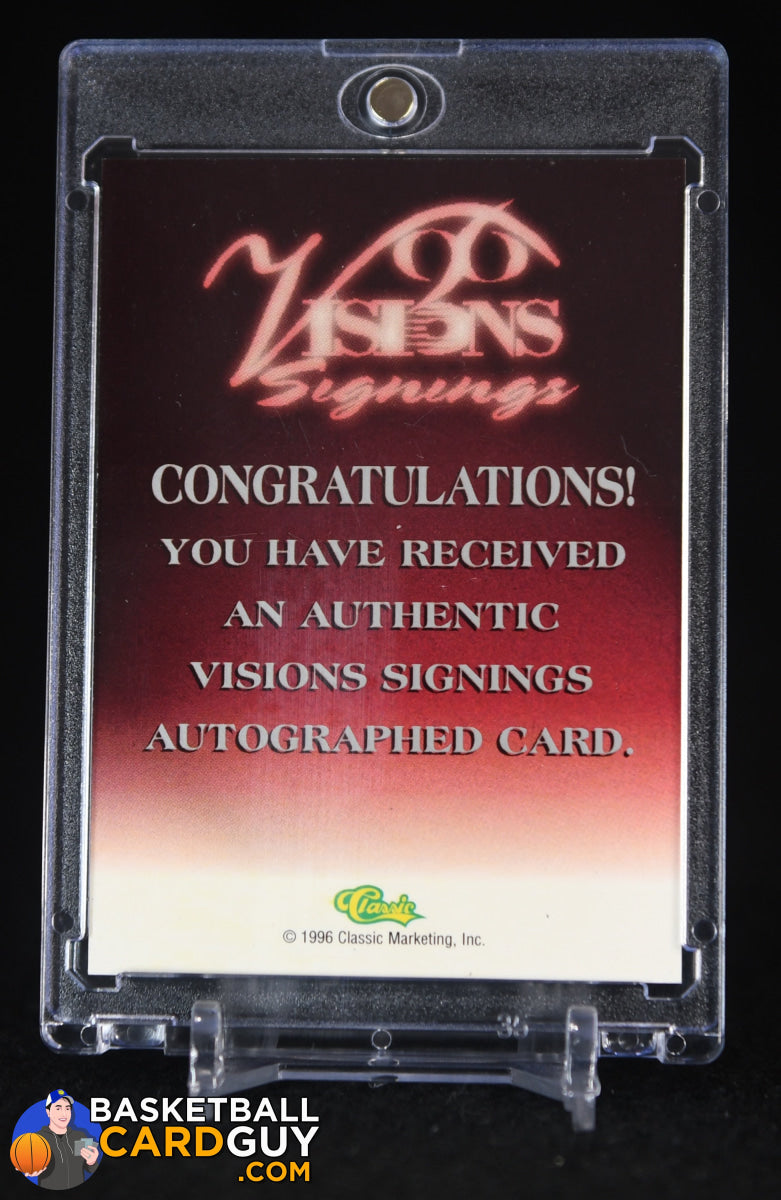 96
VISIONS
Signings
CONGRATULATIONS!
YOU HAVE RECEIVED
AN AUTHENTIC
VISIONS SIGNINGS
AUTOGRAPHED CARD.
Classic
© 1996 Classic Marketing, Inc.
BASKETBALL
CARDGUY
.COM